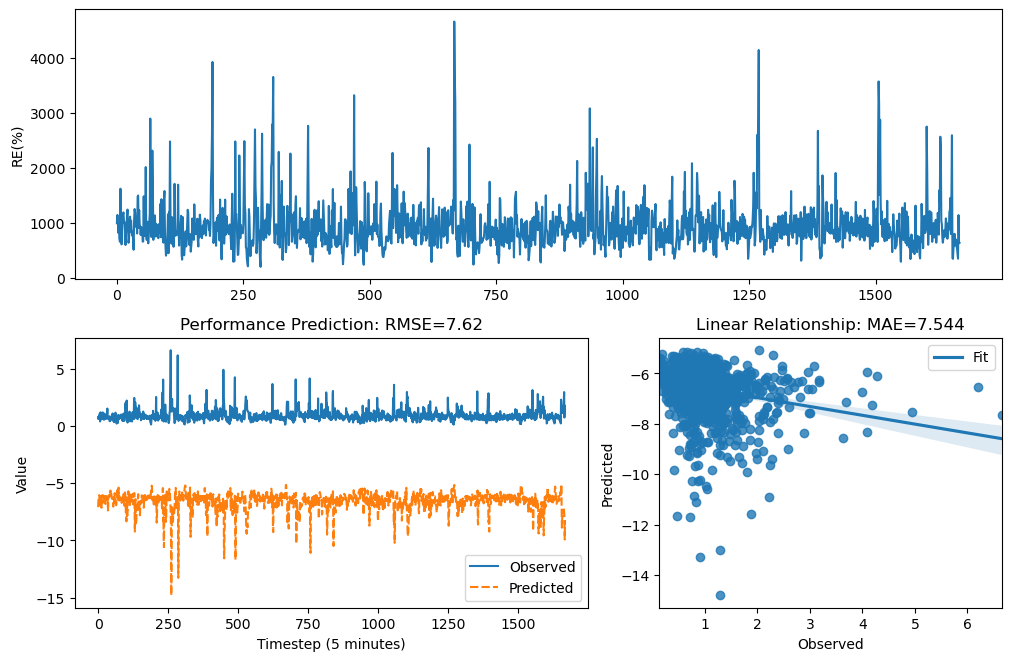 RE(%)
4000
3000
2000
1000
0
0 250 500 750 1000 1250 1500
Performance Prediction: RMSE=7.62
Value
5
0
−5
−10
−15
Observed
Predicted
0 250 500 750 1000 1250 1500
Timestep (5 minutes)
Linear Relationship: MAE=7.544
Fit
Predicted
−6
−8
−10
−12
−14
1 2 3 4 5 6
Observed